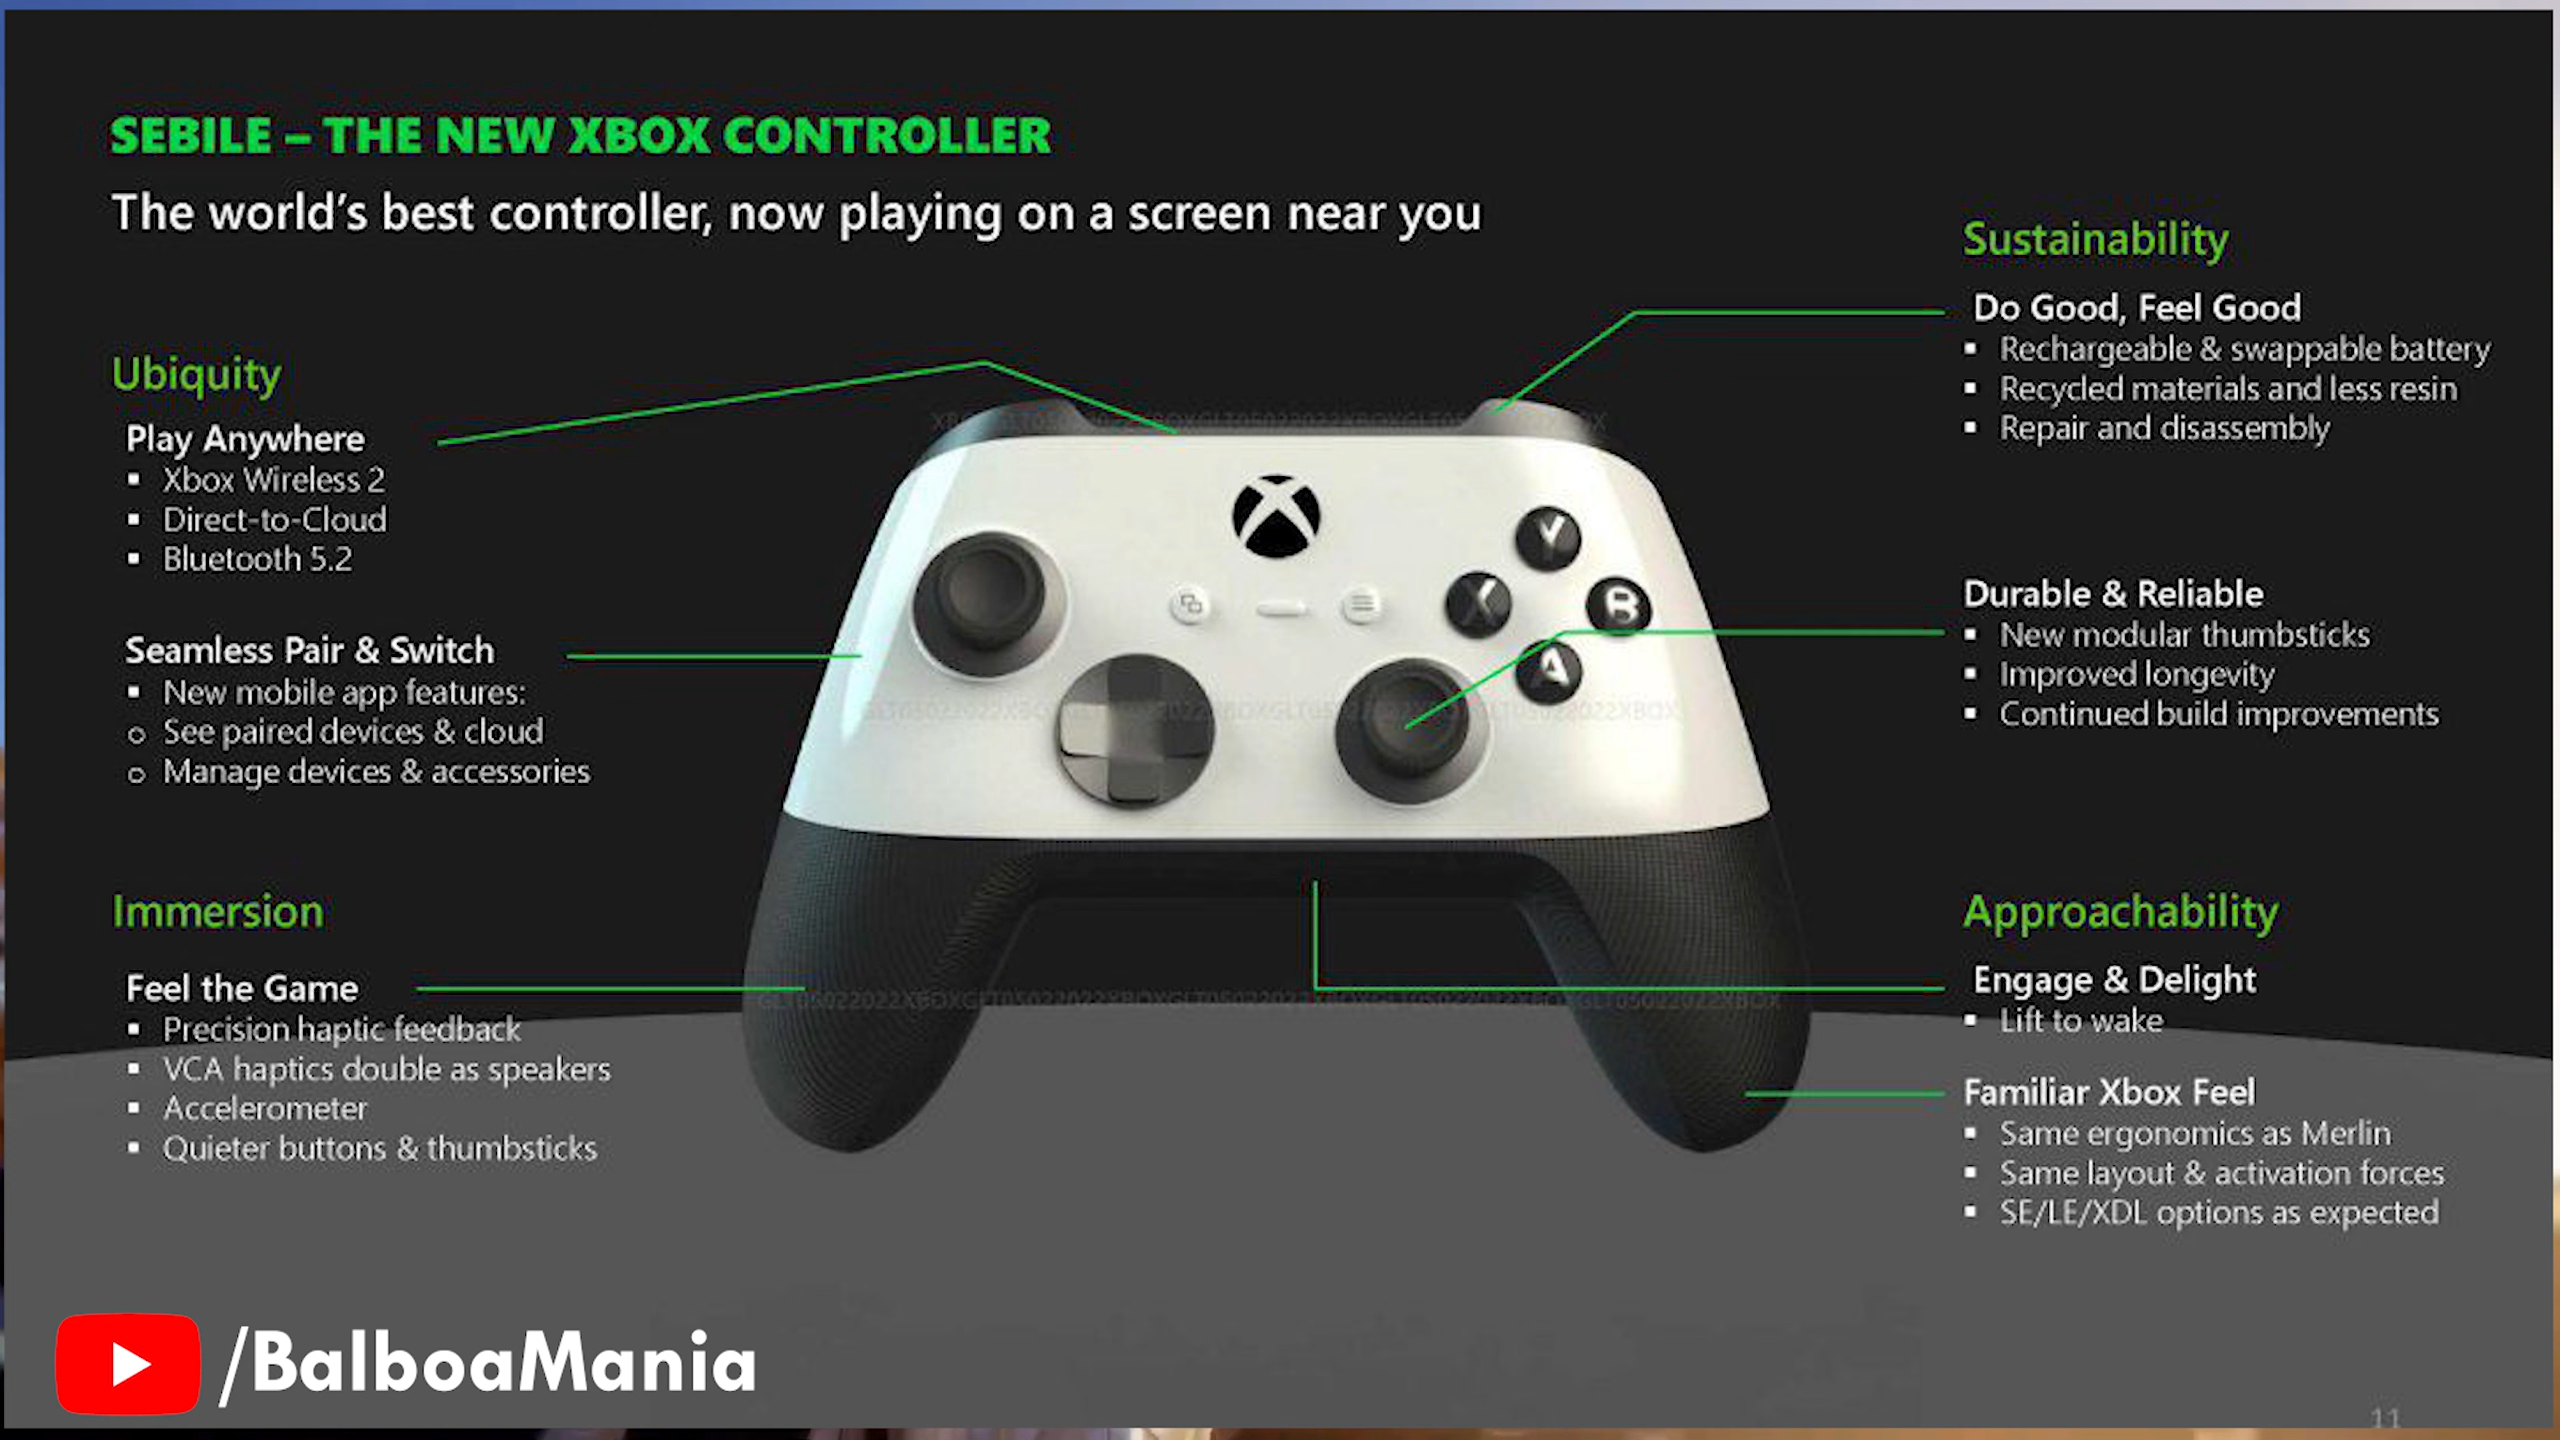 SEBILE – THE NEW XBOX CONTROLLER
The world's best controller, now playing on a screen near you
Ubiquity
Play Anywhere
▪ Xbox Wireless 2
▪ Direct-to-Cloud
▪ Bluetooth 5.2
Seamless Pair & Switch
▪ New mobile app features:
o See paired devices & cloud
o Manage devices & accessories
Immersion
Feel the Game
▪ Precision haptic feedback
▪ VCA haptics double as speakers
▪ Accelerometer
▪ Quieter buttons & thumbsticks
Y
X
B
A
Sustainability
Do Good, Feel Good
▪ Rechargeable & swappable battery
▪ Recycled materials and less resin
▪ Repair and disassembly
Durable & Reliable
▪ New modular thumbsticks
▪ Improved longevity
▪ Continued build improvements
Approachability
Engage & Delight
▪ Lift to wake
Familiar Xbox Feel
▪ Same ergonomics as Merlin
▪ Same layout & activation forces
▪ SE/LE/XDL options as expected
/BalboaMania
11